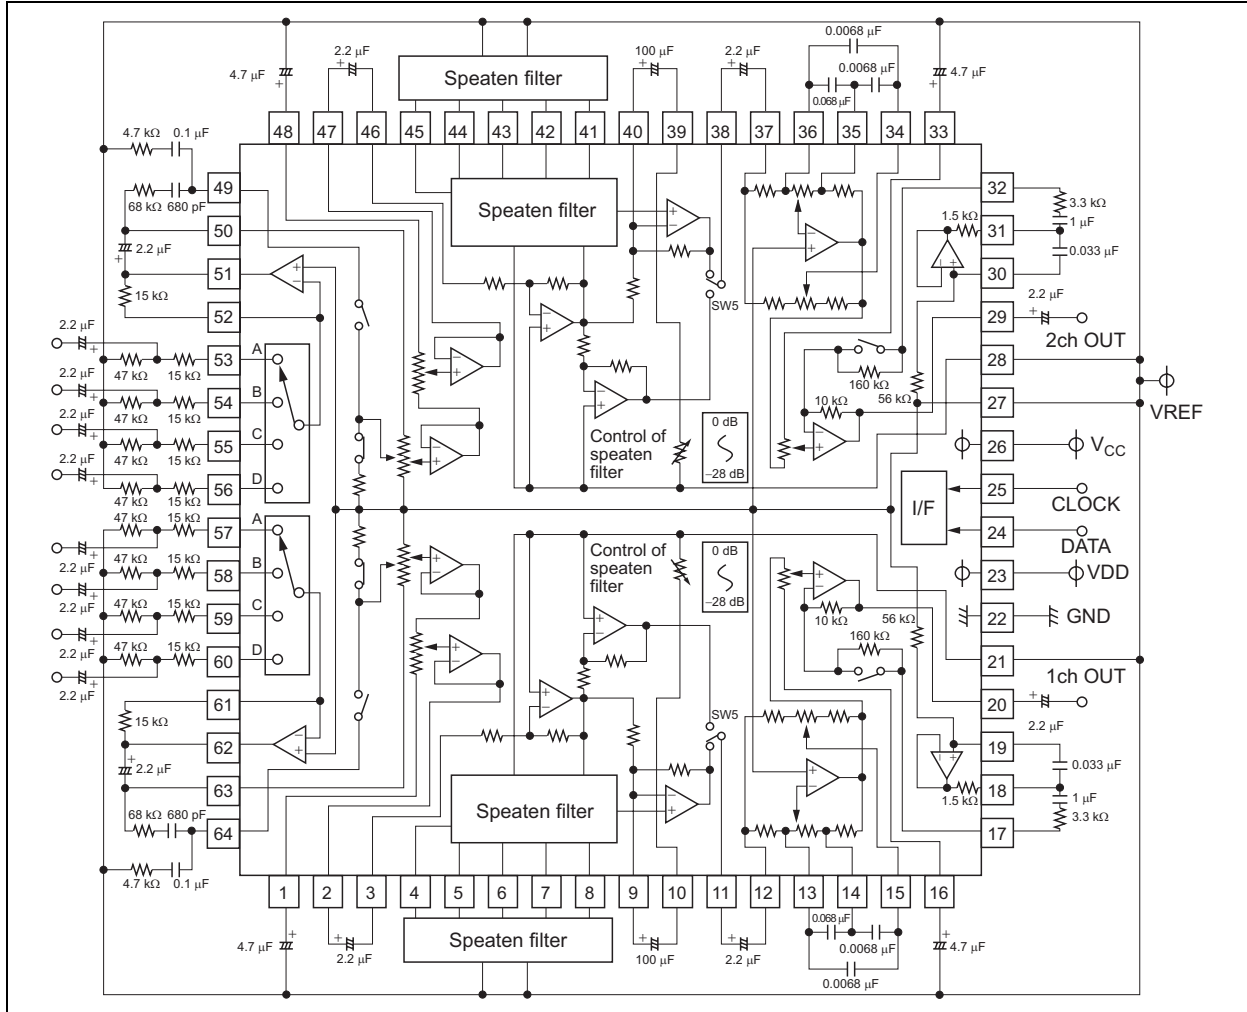 0.0068 µF
2.2 µF
100 µF
2.2 µF
4.7 µF
Speaten filter
0.0068 µF
4.7 µF
0.068 µF
48 47 46 45 44 43 42 41 40 39 38 37 36 35 34 33
4.7 kΩ 0.1 µF
49
68 kΩ 680 pF
50
2.2 µF
51
15 kΩ
52
2.2 µF
53
47 kΩ 15 kΩ
2.2 µF
54
47 kΩ 15 kΩ
2.2 µF
55
47 kΩ 15 kΩ
2.2 µF
56
47 kΩ 15 kΩ
A
B
C
D
Speaten filter
SW5
Control of
speaten
filter
0 dB
–28 dB
160 kΩ
10 kΩ
56 kΩ
1.5 kΩ
32
3.3 kΩ
1 µF
31
0.033 µF
30
2.2 µF
29
2ch OUT
28
27
VREF
26
VCC
25
CLOCK
I/F
24
DATA
23
VDD
22
GND
21
1ch OUT
20
2.2 µF
19
0.033 µF
18
1 µF
3.3 kΩ
17
57
47 kΩ 15 kΩ
2.2 µF
58
47 kΩ 15 kΩ
2.2 µF
59
47 kΩ 15 kΩ
2.2 µF
60
47 kΩ 15 kΩ
2.2 µF
A
B
C
D
61
15 kΩ
62
2.2 µF
63
68 kΩ 680 pF
64
4.7 kΩ 0.1 µF
Control of
speaten
filter
0 dB
–28 dB
10 kΩ
56 kΩ
160 kΩ
SW5
1.5 kΩ
Speaten filter
1 2 3 4 5 6 7 8 9 10 11 12 13 14 15 16
4.7 µF
2.2 µF
Speaten filter
100 µF
2.2 µF
0.068 µF
0.0068 µF
0.0068 µF
4.7 µF